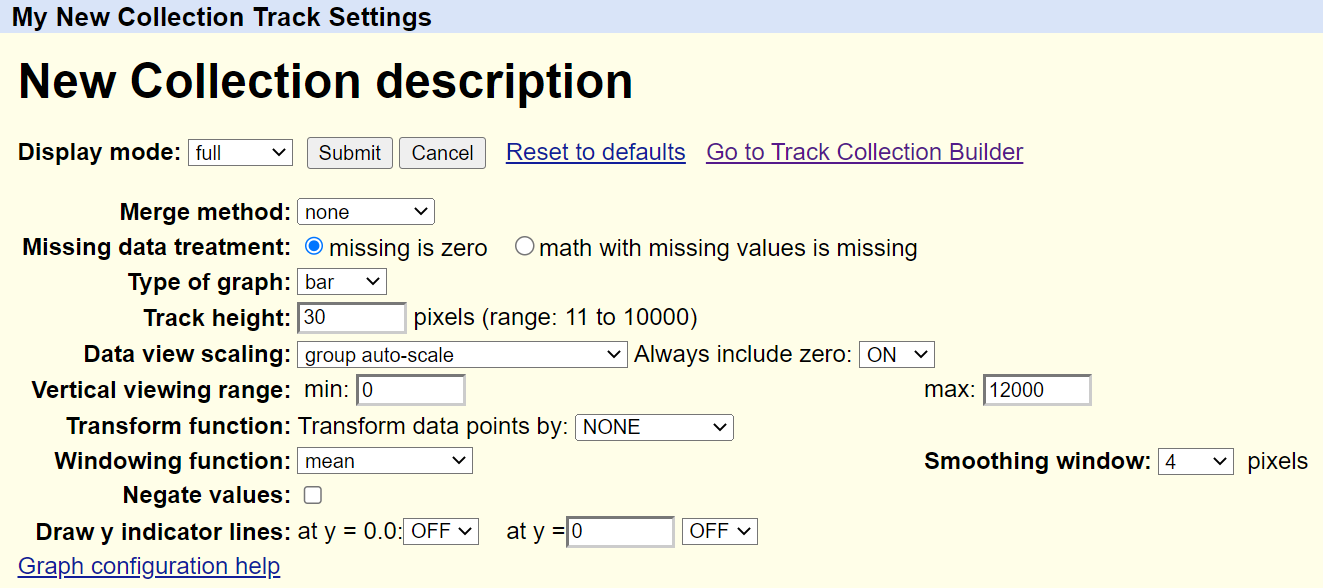 My New Collection Track Settings
New Collection description
Display mode: full Submit Cancel Reset to defaults Go to Track Collection Builder
Merge method: none
Missing data treatment: missing is zero math with missing values is missing
Type of graph: bar
Track height: 30 pixels (range: 11 to 10000)
Data view scaling: group auto-scale Always include zero: ON
Vertical viewing range: min: 0 max: 12000
Transform function: Transform data points by: NONE
Windowing function: mean Smoothing window: 4 pixels
Negate values:
Draw y indicator lines: at y = 0.0: OFF at y = 0 OFF
Graph configuration help